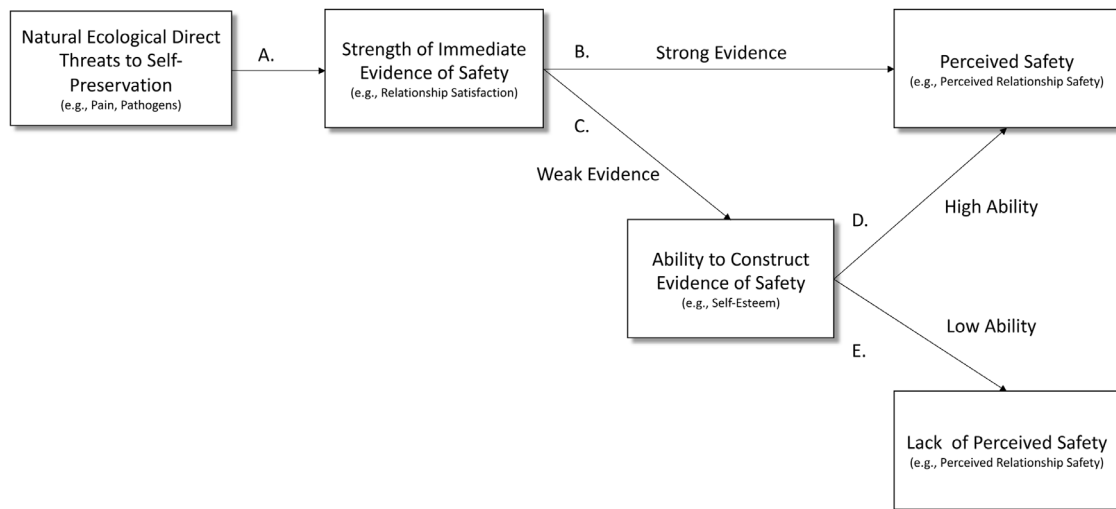 Natural Ecological Direct
Threats to Self-
Preservation
(e.g., Pain, Pathogens)
A.
Strength of Immediate
Evidence of Safety
(e.g., Relationship Satisfaction)
B.
Strong Evidence
Perceived Safety
(e.g., Perceived Relationship Safety)
C.
Weak Evidence
Ability to Construct
Evidence of Safety
(e.g., Self-Esteem)
D.
High Ability
E.
Low Ability
Lack of Perceived Safety
(e.g., Perceived Relationship Safety)